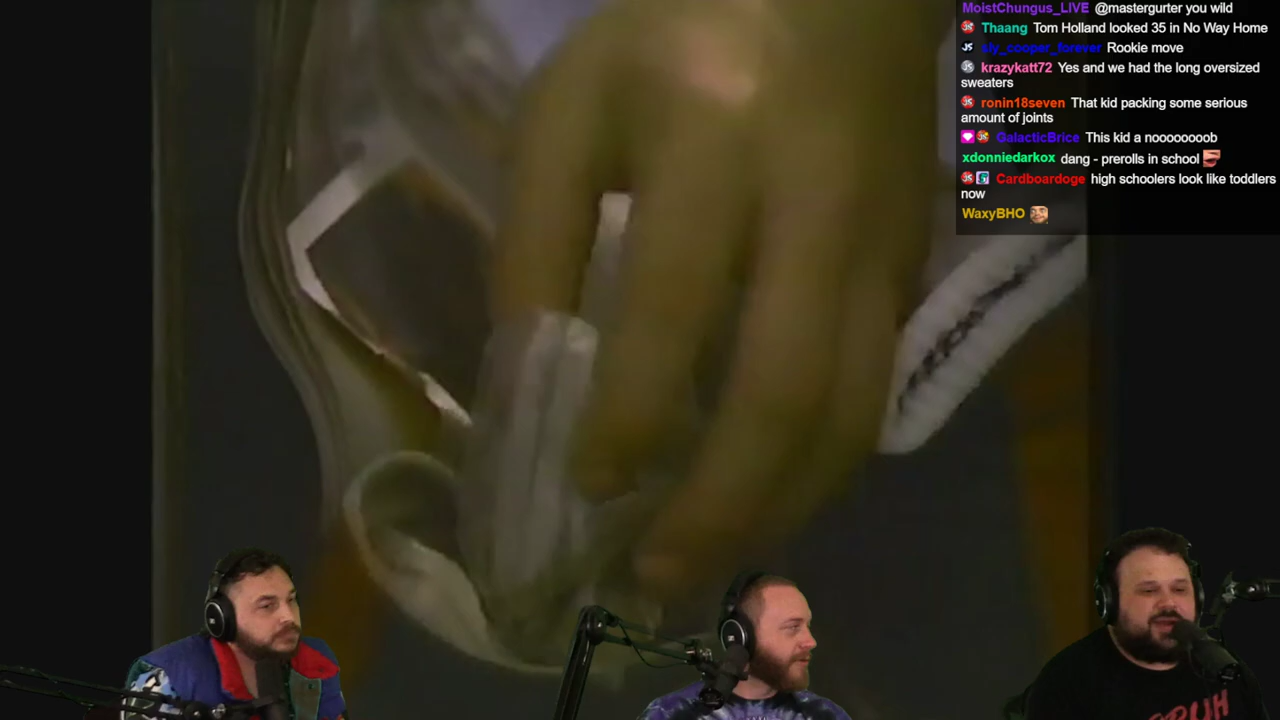 MoistChungus_LIVE @mastergurter you wild
Thaang Tom Holland looked 35 in No Way Home
sly_cooper_forever Rookie move
krazykatt72 Yes and we had the long oversized
sweaters
ronin18seven That kid packing some serious
amount of joints
GalacticBrice This kid a noooooooob
xdonniedarkox dang - prerolls in school
Cardboardoge high schoolers look like toddlers
now
WaxyBHO